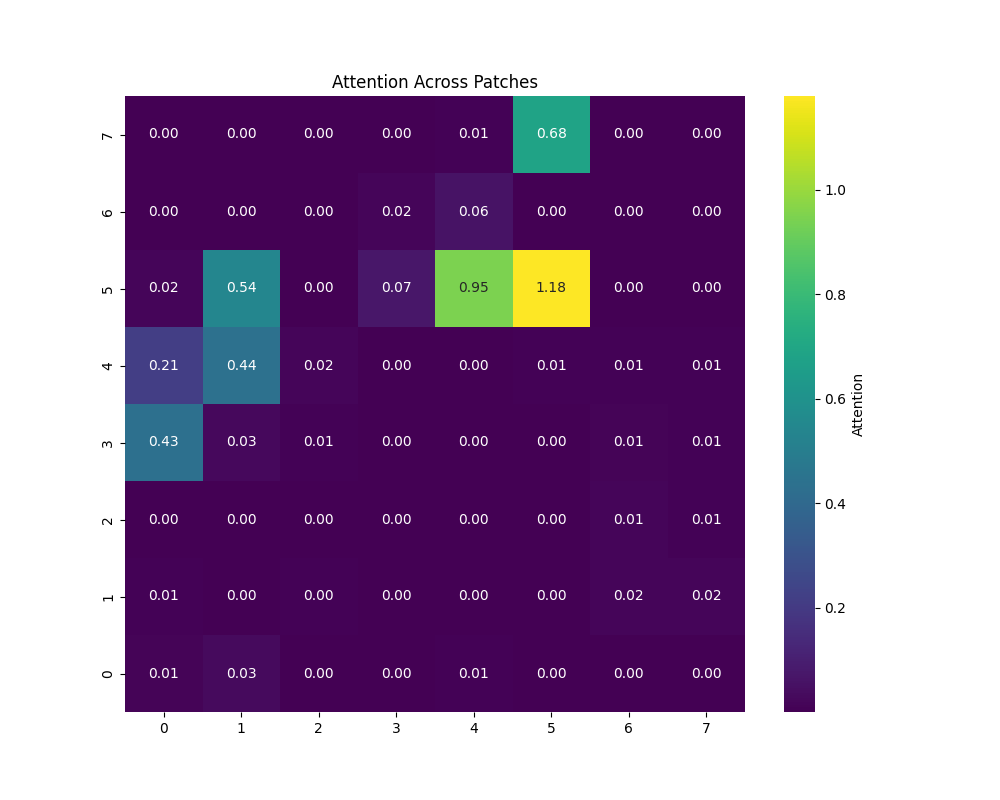 Attention Across Patches
7 0.00 0.00 0.00 0.00 0.01 0.68 0.00 0.00
6 0.00 0.00 0.00 0.02 0.06 0.00 0.00 0.00
5 0.02 0.54 0.00 0.07 0.95 1.18 0.00 0.00
4 0.21 0.44 0.02 0.00 0.00 0.01 0.01 0.01
3 0.43 0.03 0.01 0.00 0.00 0.00 0.01 0.01
2 0.00 0.00 0.00 0.00 0.00 0.00 0.01 0.01
1 0.01 0.00 0.00 0.00 0.00 0.00 0.02 0.02
0 0.01 0.03 0.00 0.00 0.01 0.00 0.00 0.00
0 1 2 3 4 5 6 7
1.0
0.8
0.6
0.4
0.2
Attention